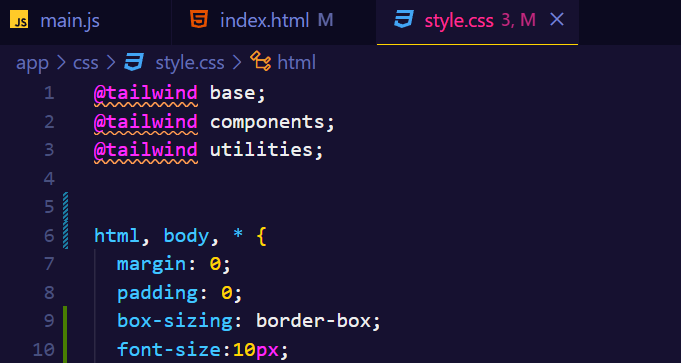 JS main.js index.html M style.css 3, M ×
app > css > style.css > html
1 @tailwind base;
2 @tailwind components;
3 @tailwind utilities;
4
5
6 html, body, * {
7 margin: 0;
8 padding: 0;
9 box-sizing: border-box;
10 font-size:10px;